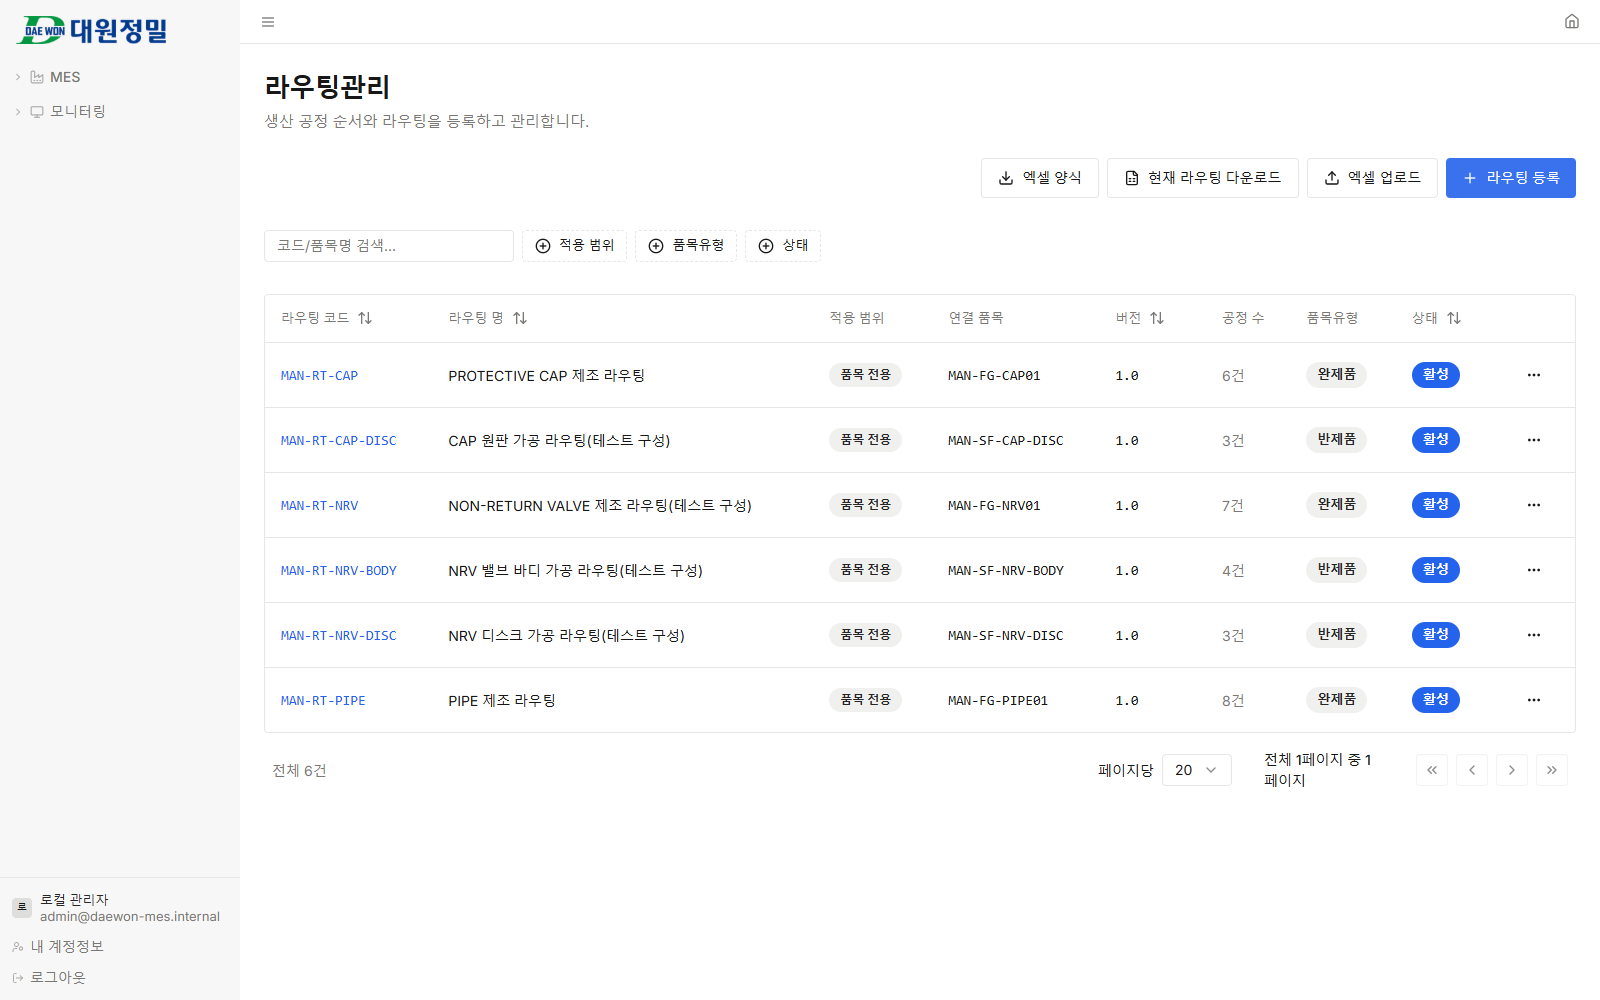 DAE WON 대원정밀
MES
모니터링
라우팅관리
생산 공정 순서와 라우팅을 등록하고 관리합니다.
엑셀 양식 현재 라우팅 다운로드 엑셀 업로드 라우팅 등록
코드/품목명 검색... 적용 범위 품목유형 상태
라우팅 코드 라우팅 명 적용 범위 연결 품목 버전 공정 수 품목유형 상태
MAN-RT-CAP PROTECTIVE CAP 제조 라우팅 품목 전용 MAN-FG-CAP01 1.0 6건 완제품 활성
MAN-RT-CAP-DISC CAP 원판 가공 라우팅(테스트 구성) 품목 전용 MAN-SF-CAP-DISC 1.0 3건 반제품 활성
MAN-RT-NRV NON-RETURN VALVE 제조 라우팅(테스트 구성) 품목 전용 MAN-FG-NRV01 1.0 7건 완제품 활성
MAN-RT-NRV-BODY NRV 밸브 바디 가공 라우팅(테스트 구성) 품목 전용 MAN-SF-NRV-BODY 1.0 4건 반제품 활성
MAN-RT-NRV-DISC NRV 디스크 가공 라우팅(테스트 구성) 품목 전용 MAN-SF-NRV-DISC 1.0 3건 반제품 활성
MAN-RT-PIPE PIPE 제조 라우팅 품목 전용 MAN-FG-PIPE01 1.0 8건 완제품 활성
전체 6건 페이지당 20 전체 1페이지 중 1
페이지
로 로컬 관리자
admin@daewon-mes.internal
내 계정정보
로그아웃